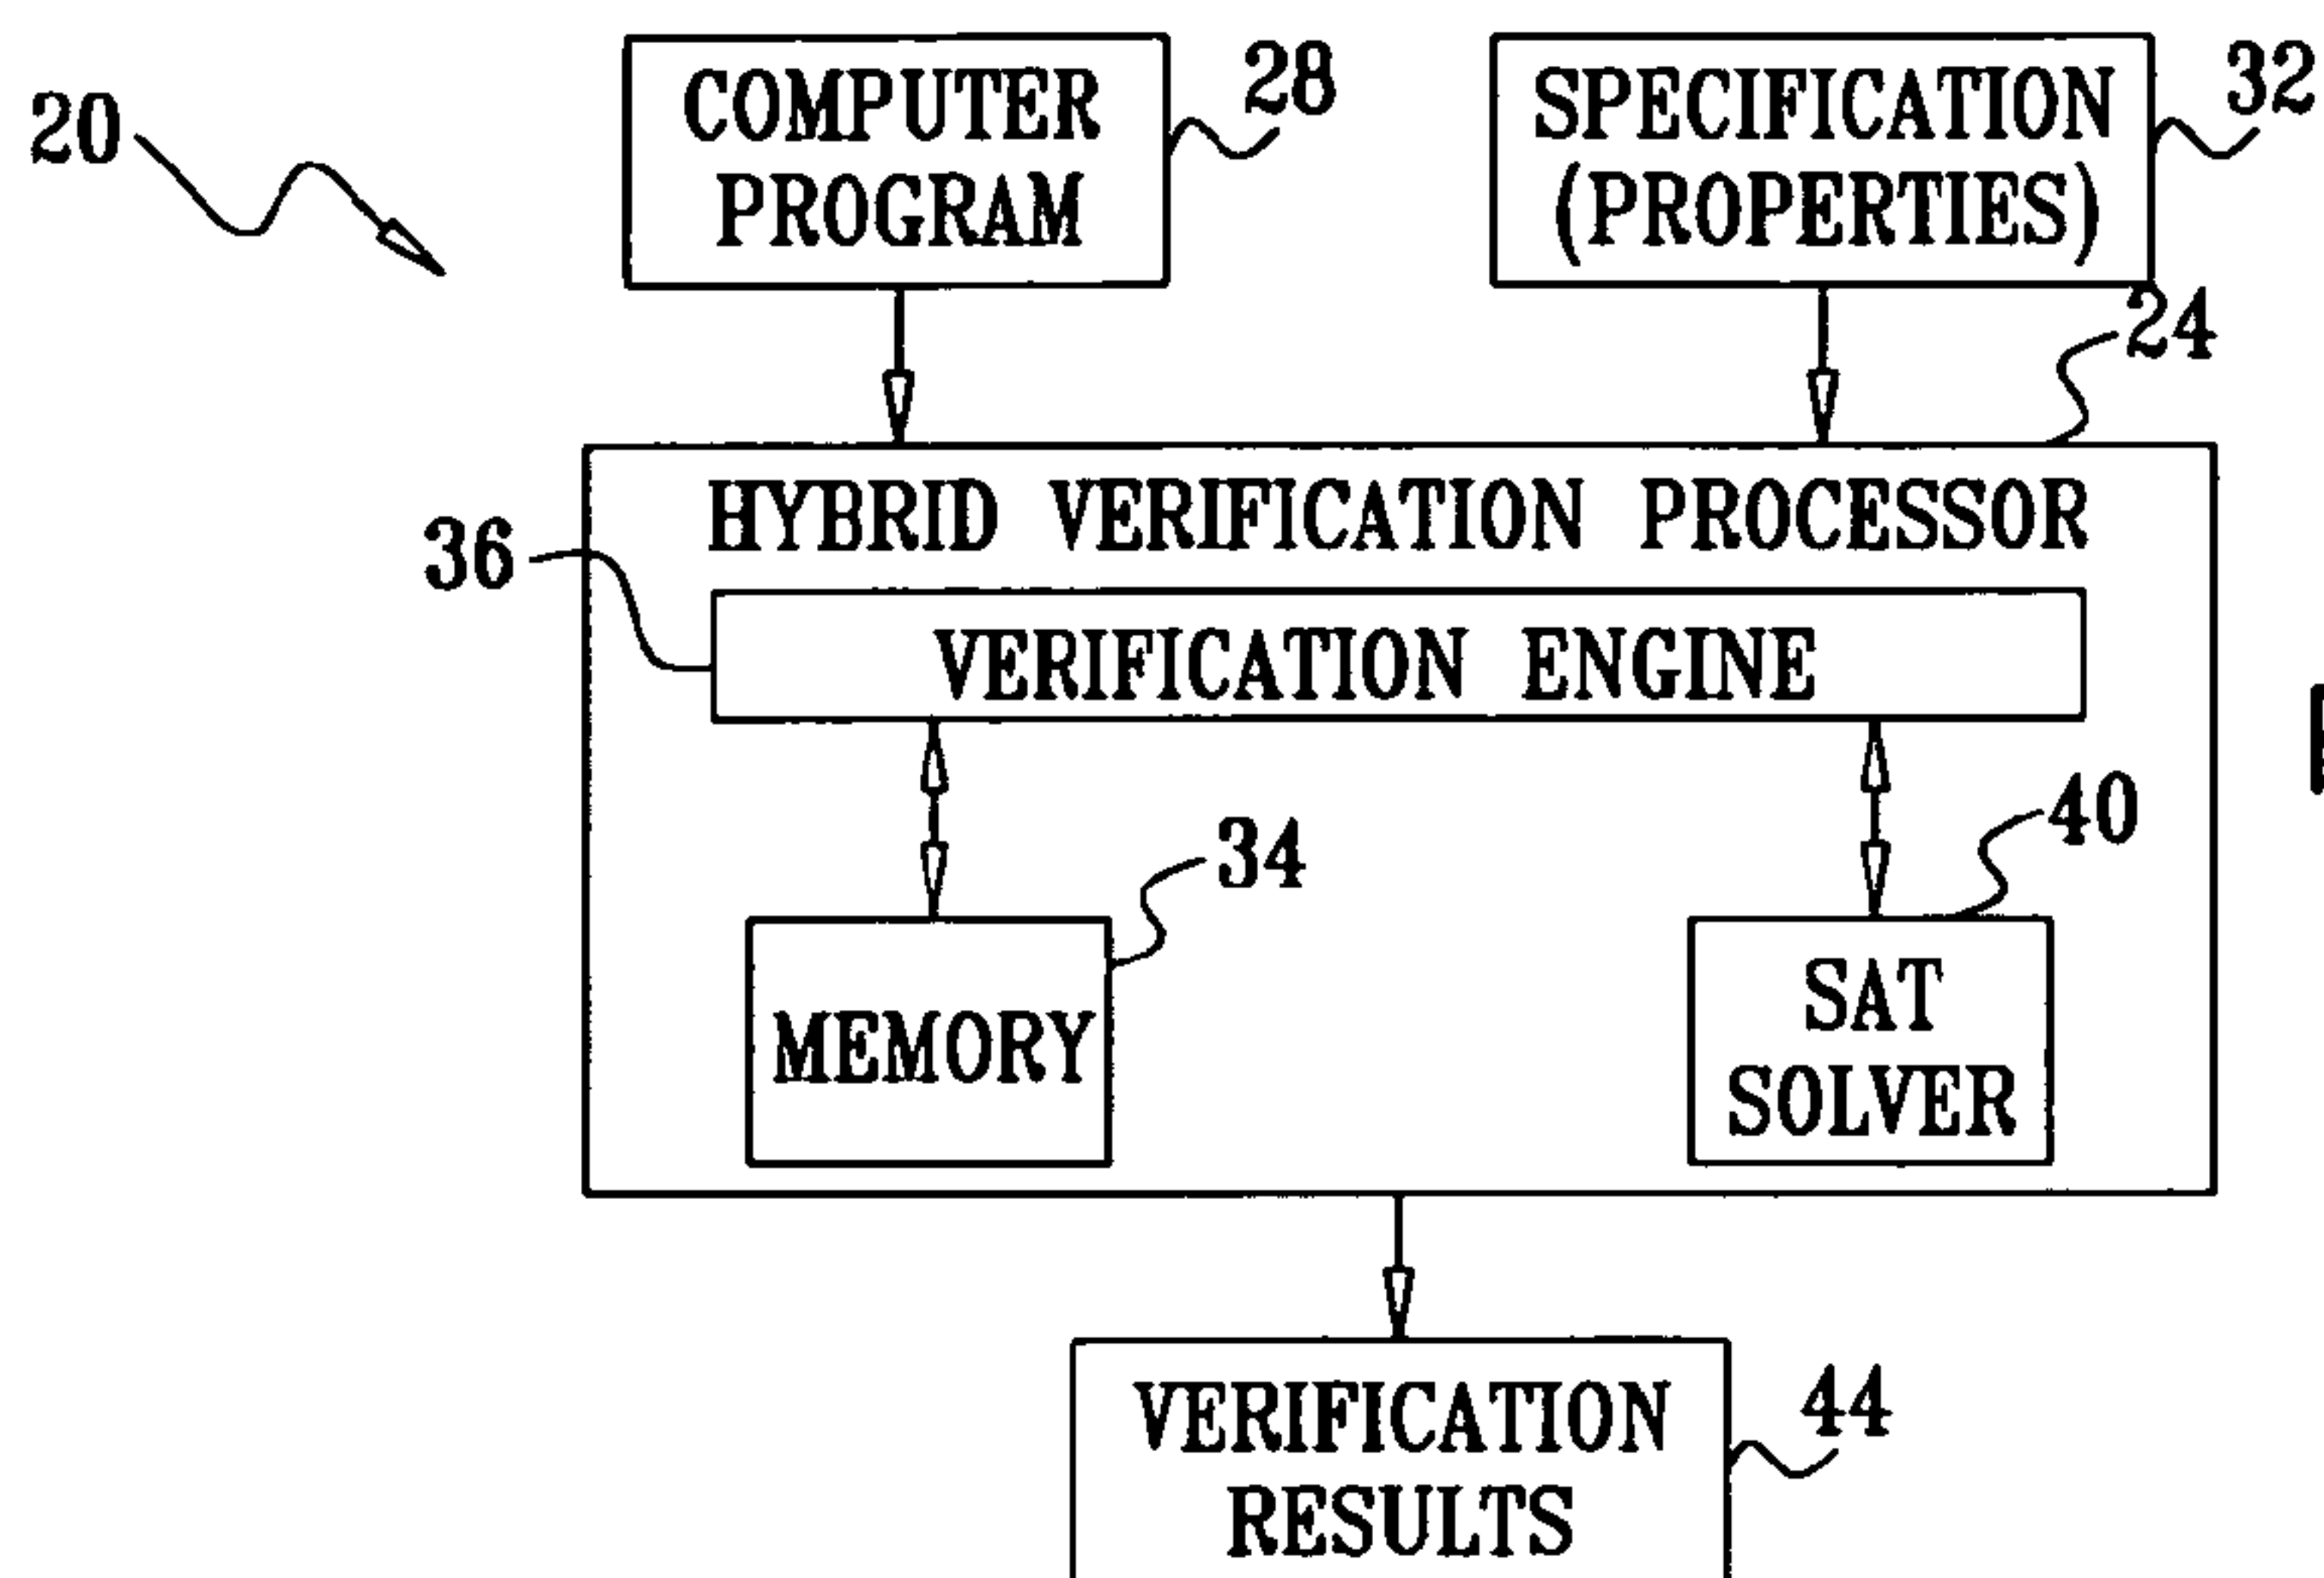 20
COMPUTER
PROGRAM
28
SPECIFICATION
(PROPERTIES)
32
24
HYBRID VERIFICATION PROCESSOR
36
VERIFICATION ENGINE
34
40
MEMORY
SAT
SOLVER
VERIFICATION
RESULTS
44